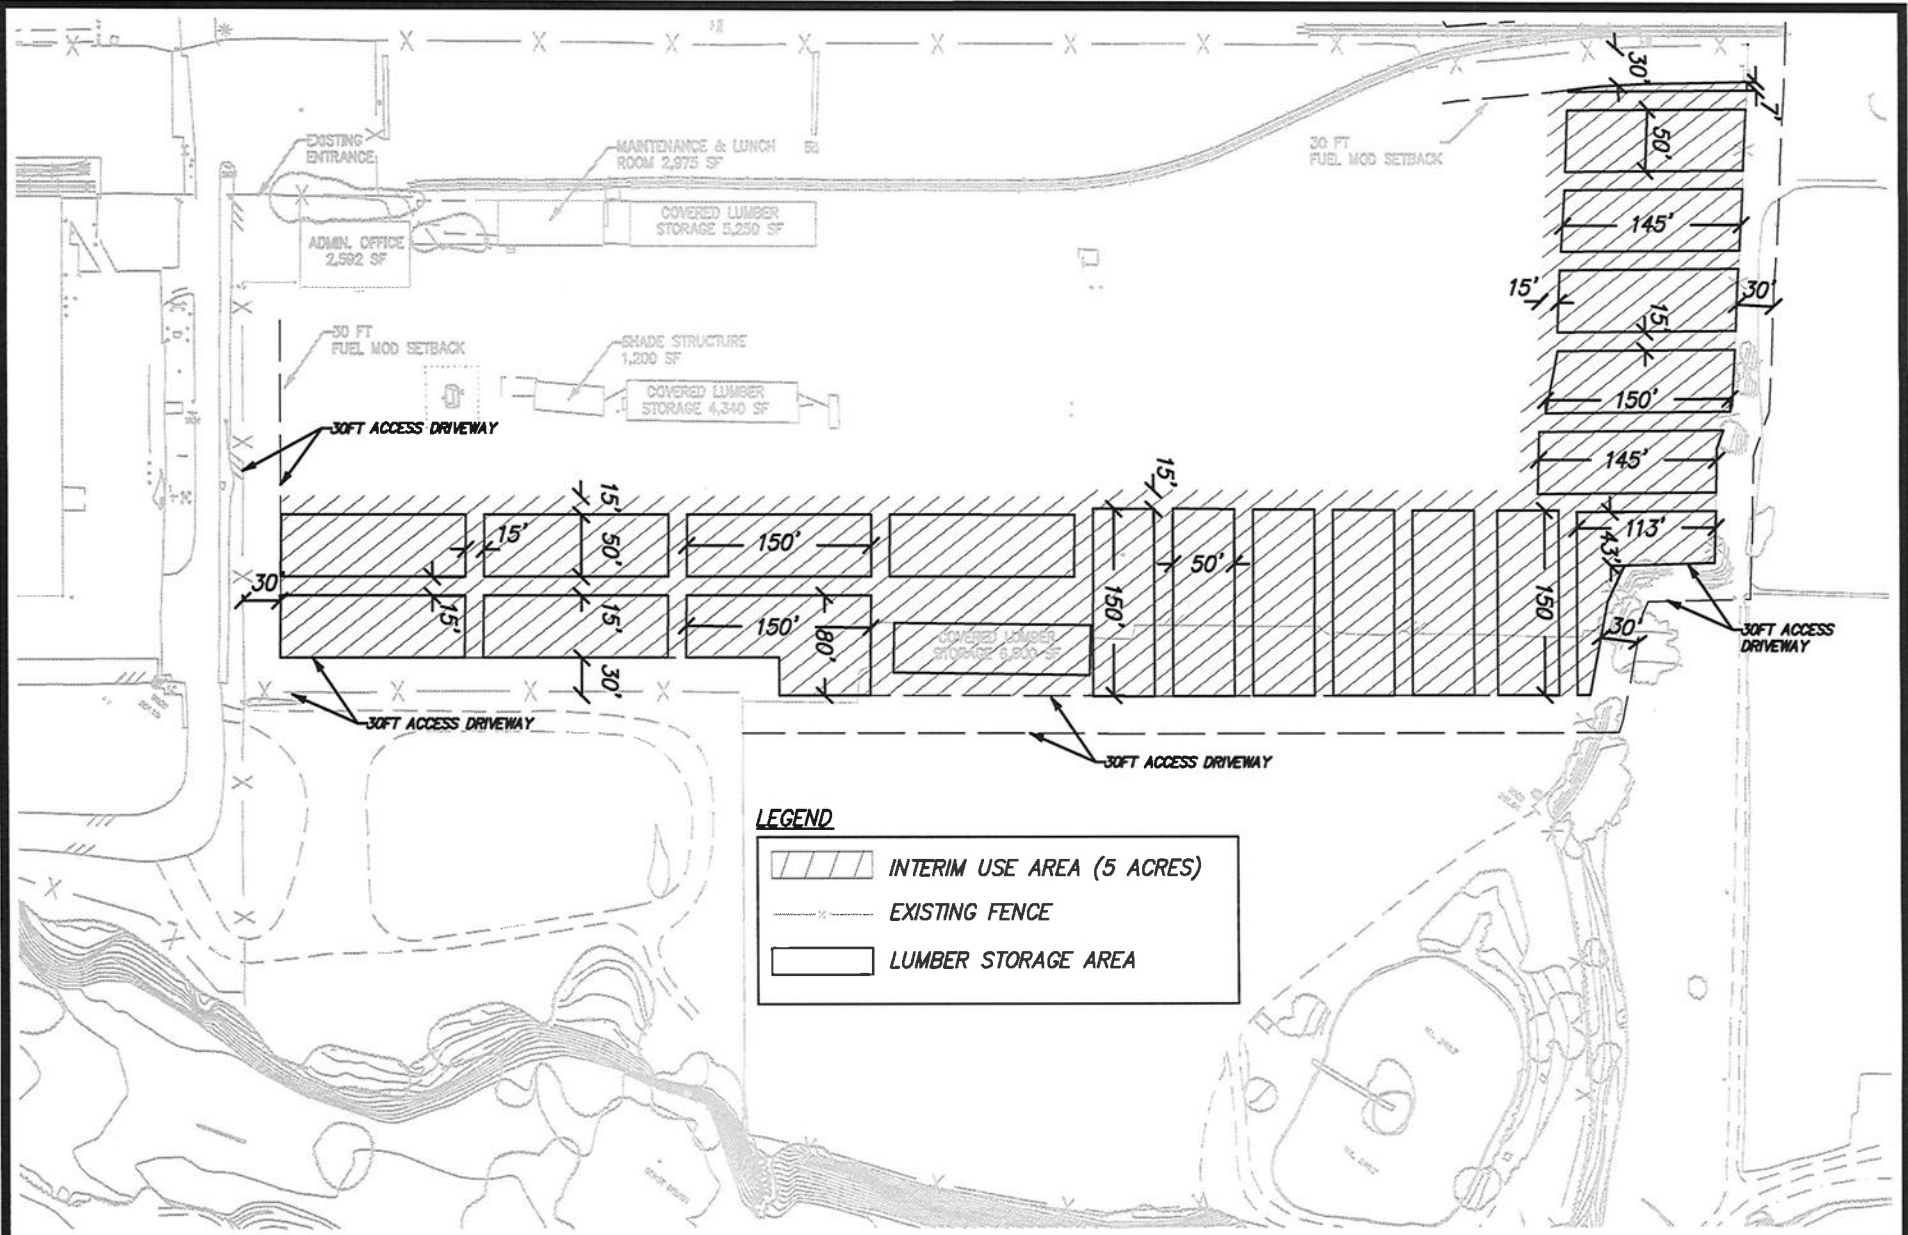 30'
7'
EXISTING
ENTRANCE
MAINTENANCE & LUNCH
ROOM 2,975 SF
30 FT
FUEL MOD SETBACK
50'
COVERED LUMBER
STORAGE 5,250 SF
ADMIN. OFFICE
2,592 SF
145'
15'
30'
15'
30 FT
FUEL MOD SETBACK
SHADE STRUCTURE
1,200 SF
COVERED LUMBER
STORAGE 4,340 SF
150'
30FT ACCESS DRIVEWAY
145'
15'
15'
15'
50'
150'
50'
113'
43'
30
15'
15'
150'
80'
150'
150
COVERED LUMBER
STORAGE 6,600 SF
30'
30FT ACCESS
DRIVEWAY
30'
30FT ACCESS DRIVEWAY
30FT ACCESS DRIVEWAY
LEGEND
INTERIM USE AREA (5 ACRES)
EXISTING FENCE
LUMBER STORAGE AREA